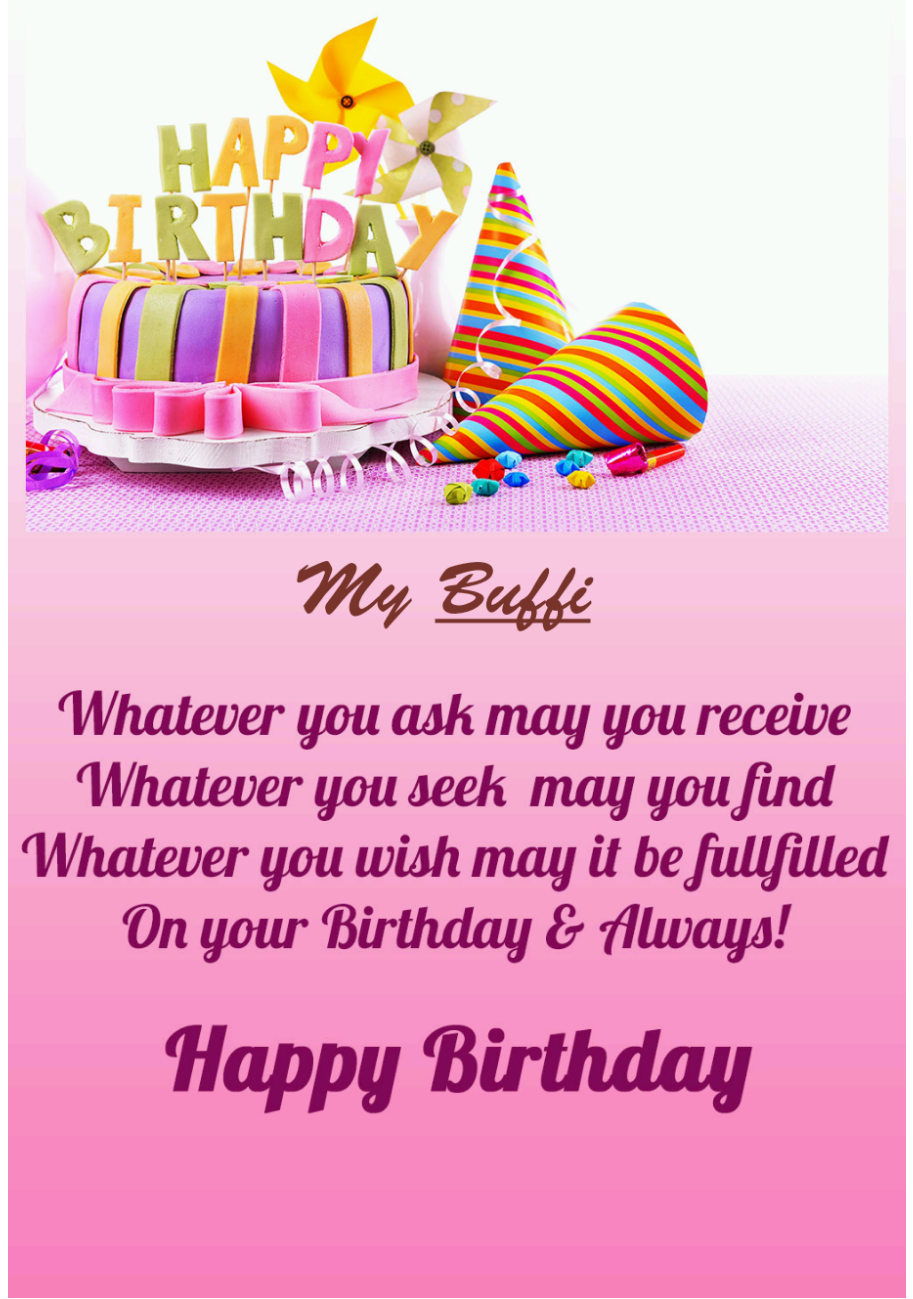 HAPPY
BIRTHDAY
My Buffi
Whatever you ask may you receive
Whatever you seek may you find
Whatever you wish may it be fullfilled
On your Birthday & Always!
Happy Birthday